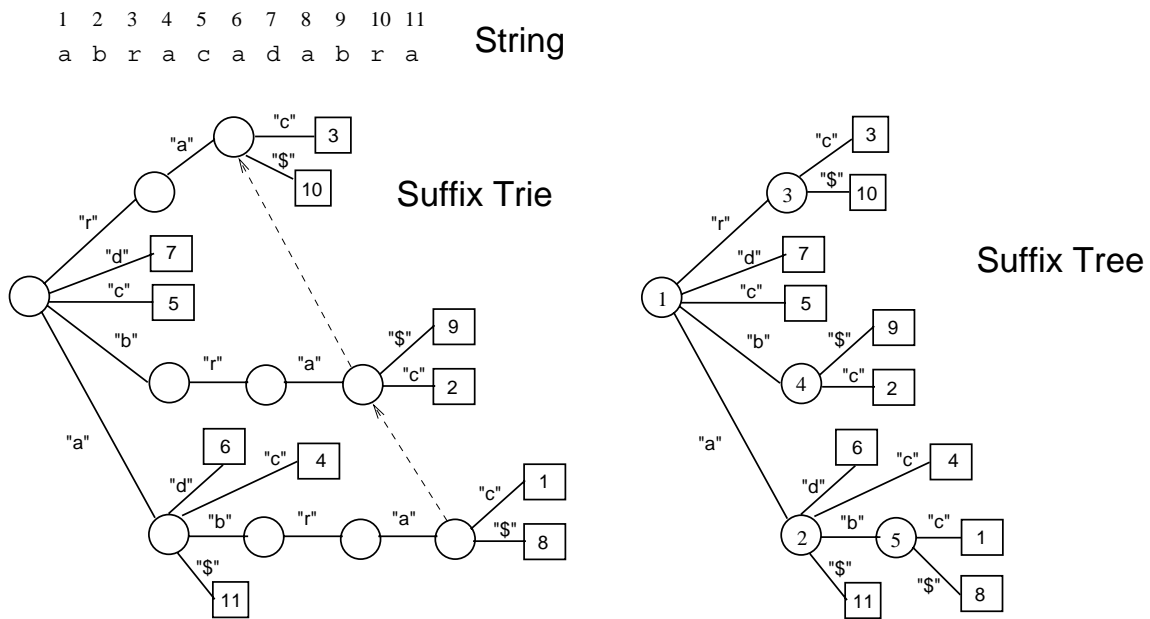 1 2 3 4 5 6 7 8 9 10 11
a b r a c a d a b r a
String
"a"
"c"
3
"$"
10
Suffix Trie
"r"
"d"
7
"c"
5
"b"
"r"
"a"
"$"
9
"c"
2
"a"
"d"
6
"c"
4
"b"
"r"
"a"
"c"
1
"$"
8
"$"
11
"c"
3
3
"$"
10
"r"
"d"
7
Suffix Tree
1
"c"
5
"b"
"$"
9
4
"c"
2
"a"
6
"c"
4
"d"
2
"b"
5
"c"
1
"$"
11
"$"
8